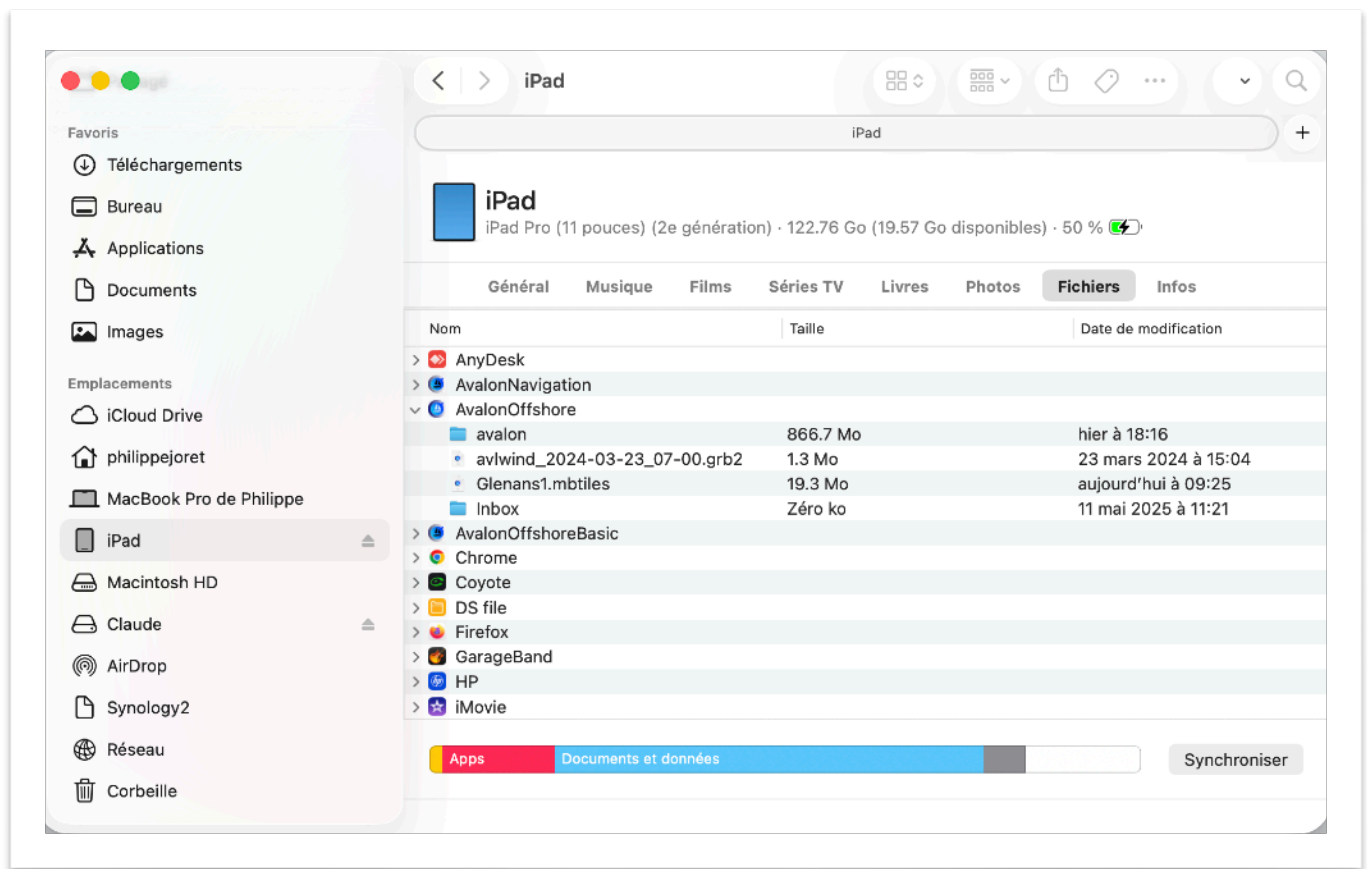 iPad
iPad
Favoris
Téléchargements
Bureau
Applications
Documents
Images
Emplacements
iCloud Drive
philippejoret
MacBook Pro de Philippe
iPad
Macintosh HD
Claude
AirDrop
Synology2
Réseau
Corbeille
iPad
iPad Pro (11 pouces) (2e génération) · 122.76 Go (19.57 Go disponibles) · 50 %
Général Musique Films Séries TV Livres Photos Fichiers Infos
Nom Taille Date de modification
AnyDesk
AvalonNavigation
AvalonOffshore
avalon 866.7 Mo hier à 18:16
avlwind_2024-03-23_07-00.grb2 1.3 Mo 23 mars 2024 à 15:04
Glenans1.mbtiles 19.3 Mo aujourd'hui à 09:25
Inbox Zéro ko 11 mai 2025 à 11:21
AvalonOffshoreBasic
Chrome
Coyote
DS file
Firefox
GarageBand
HP
iMovie
Apps Documents et données Synchroniser